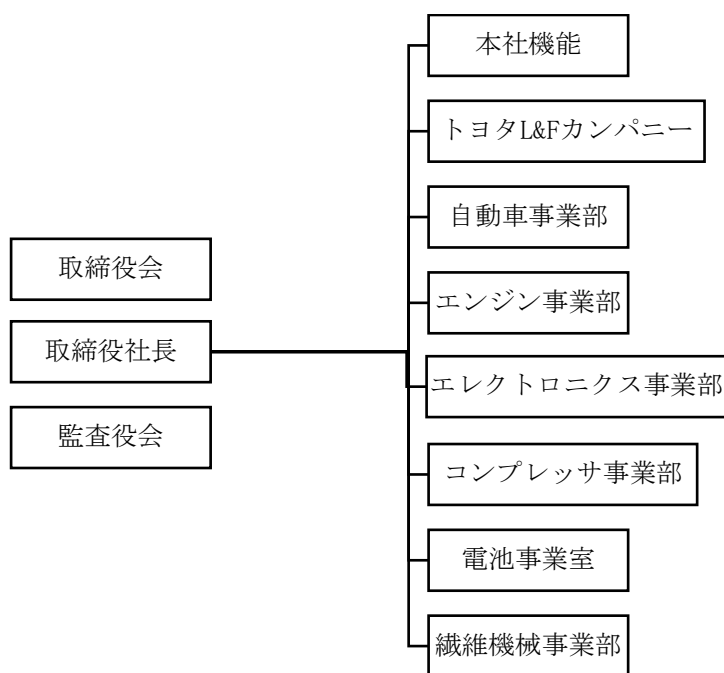 取締役会
取締役社長
監査役会
本社機能
トヨタL&Fカンパニー
自動車事業部
エンジン事業部
エレクトロニクス事業部
コンプレッサ事業部
電池事業室
繊維機械事業部